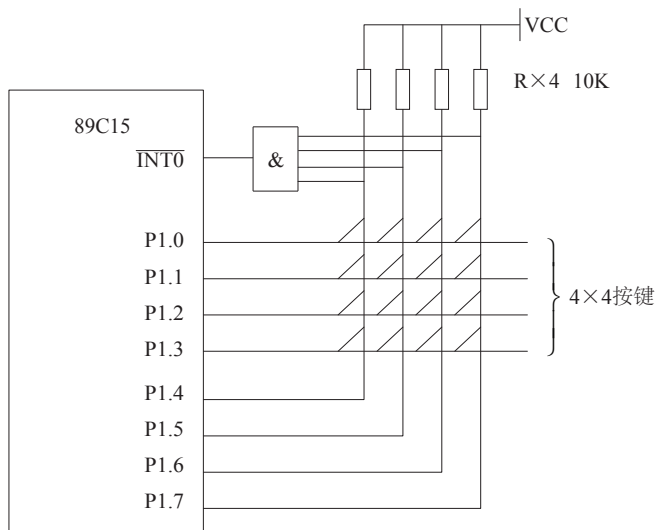 VCC
R×4 10K
89C15
INT0
&
P1.0
P1.1
P1.2
P1.3
4×4按键
P1.4
P1.5
P1.6
P1.7